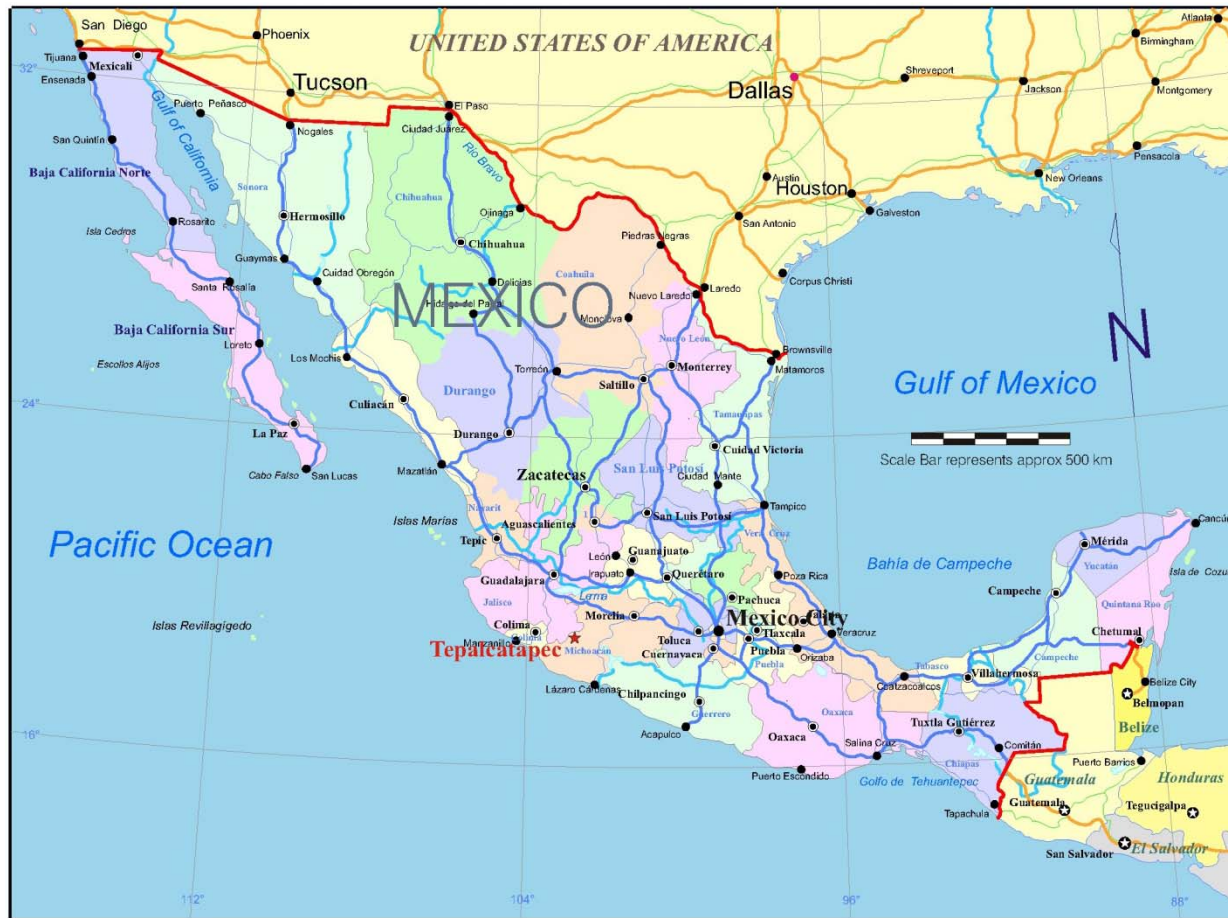 San Diego
Phoenix
UNITED STATES OF AMERICA
Atlanta
Birmingham
Tijuana
32°
Mexicali
Ensenada
Tucson
Dallas
Shreveport
Jackson
Montgomery
Puerto Peñasco
El Paso
Nogales
Ciudad Juárez
San Quintín
Gulf of California
Rio Bravo
Pensacola
Baja California Norte
Austin
New Orleans
Sonora
Chihuahua
Houston
Hermosillo
Ojinaga
San Antonio
Galveston
Rosarito
Isla Cedros
Chihuahua
Piedras Negras
Guaymas
Cuidad Obregón
Coahuila
Corpus Christi
Santa Rosalía
Delicias
Laredo
Nuevo Laredo
Hidalgo del Parral
MEXICO
Monclova
N
Baja California Sur
Nuevo León
Loreto
Los Mochis
Brownsville
Matamoros
Escollos Alijos
Torreón
Monterrey
Saltillo
Gulf of Mexico
Durango
24°
Culiacán
Tamaulipas
La Paz
Durango
Cuidad Victoria
Scale Bar represents approx 500 km
Cabo Falso
San Lucas
Mazatlán
Zacatecas
San Luis Potosí
Ciudad Mante
Nayarit
Tampico
Islas Marías
Aguascalientes
San Luis Potosí
Cancún
Pacific Ocean
Tepic
Vera Cruz
Mérida
León
Guanajuato
Yucatán
Irapuato
Querétaro
Poza Rica
Bahía de Campeche
Isla de Cozu
Guadalajara
Campeche
Jalisco
Lerma
Pachuca
Quintana Roo
Islas Revillagigedo
Colima
Morelia
Mexico City
Jalapa
Chetumal
Manzanillo
Colima
Toluca
Tlaxcala
Veracruz
Tepalcatapec
Michoacán
Cuernavaca
Puebla
Orizaba
Puebla
Tabasco
Campeche
Villahermosa
Lázaro Cárdenas
Chilpancingo
Coatzacoalcos
Belize City
Belmopan
Guerrero
Oaxaca
Tuxtla Gutiérrez
Belize
16°
Acapulco
Oaxaca
Salina Cruz
Comitán
Puerto Escondido
Chiapas
Puerto Barrios
Golfo de Tehuantepec
Guatemala
Honduras
Tapachula
Guatemala
Tegucigalpa
San Salvador
El Salvador
112°
104°
96°
88°